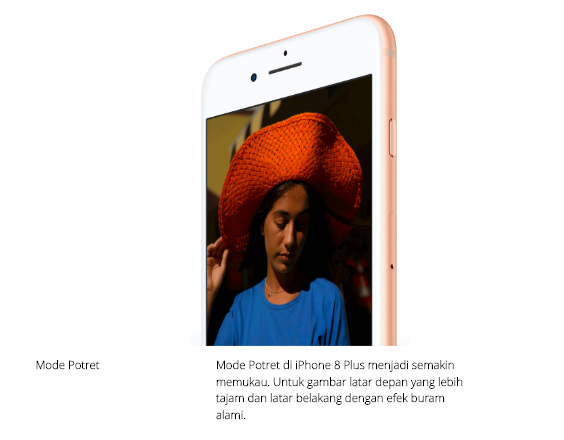 Mode Potret
Mode Potret di iPhone 8 Plus menjadi semakin
memukau. Untuk gambar latar depan yang lebih
tajam dan latar belakang dengan efek buram
alami.